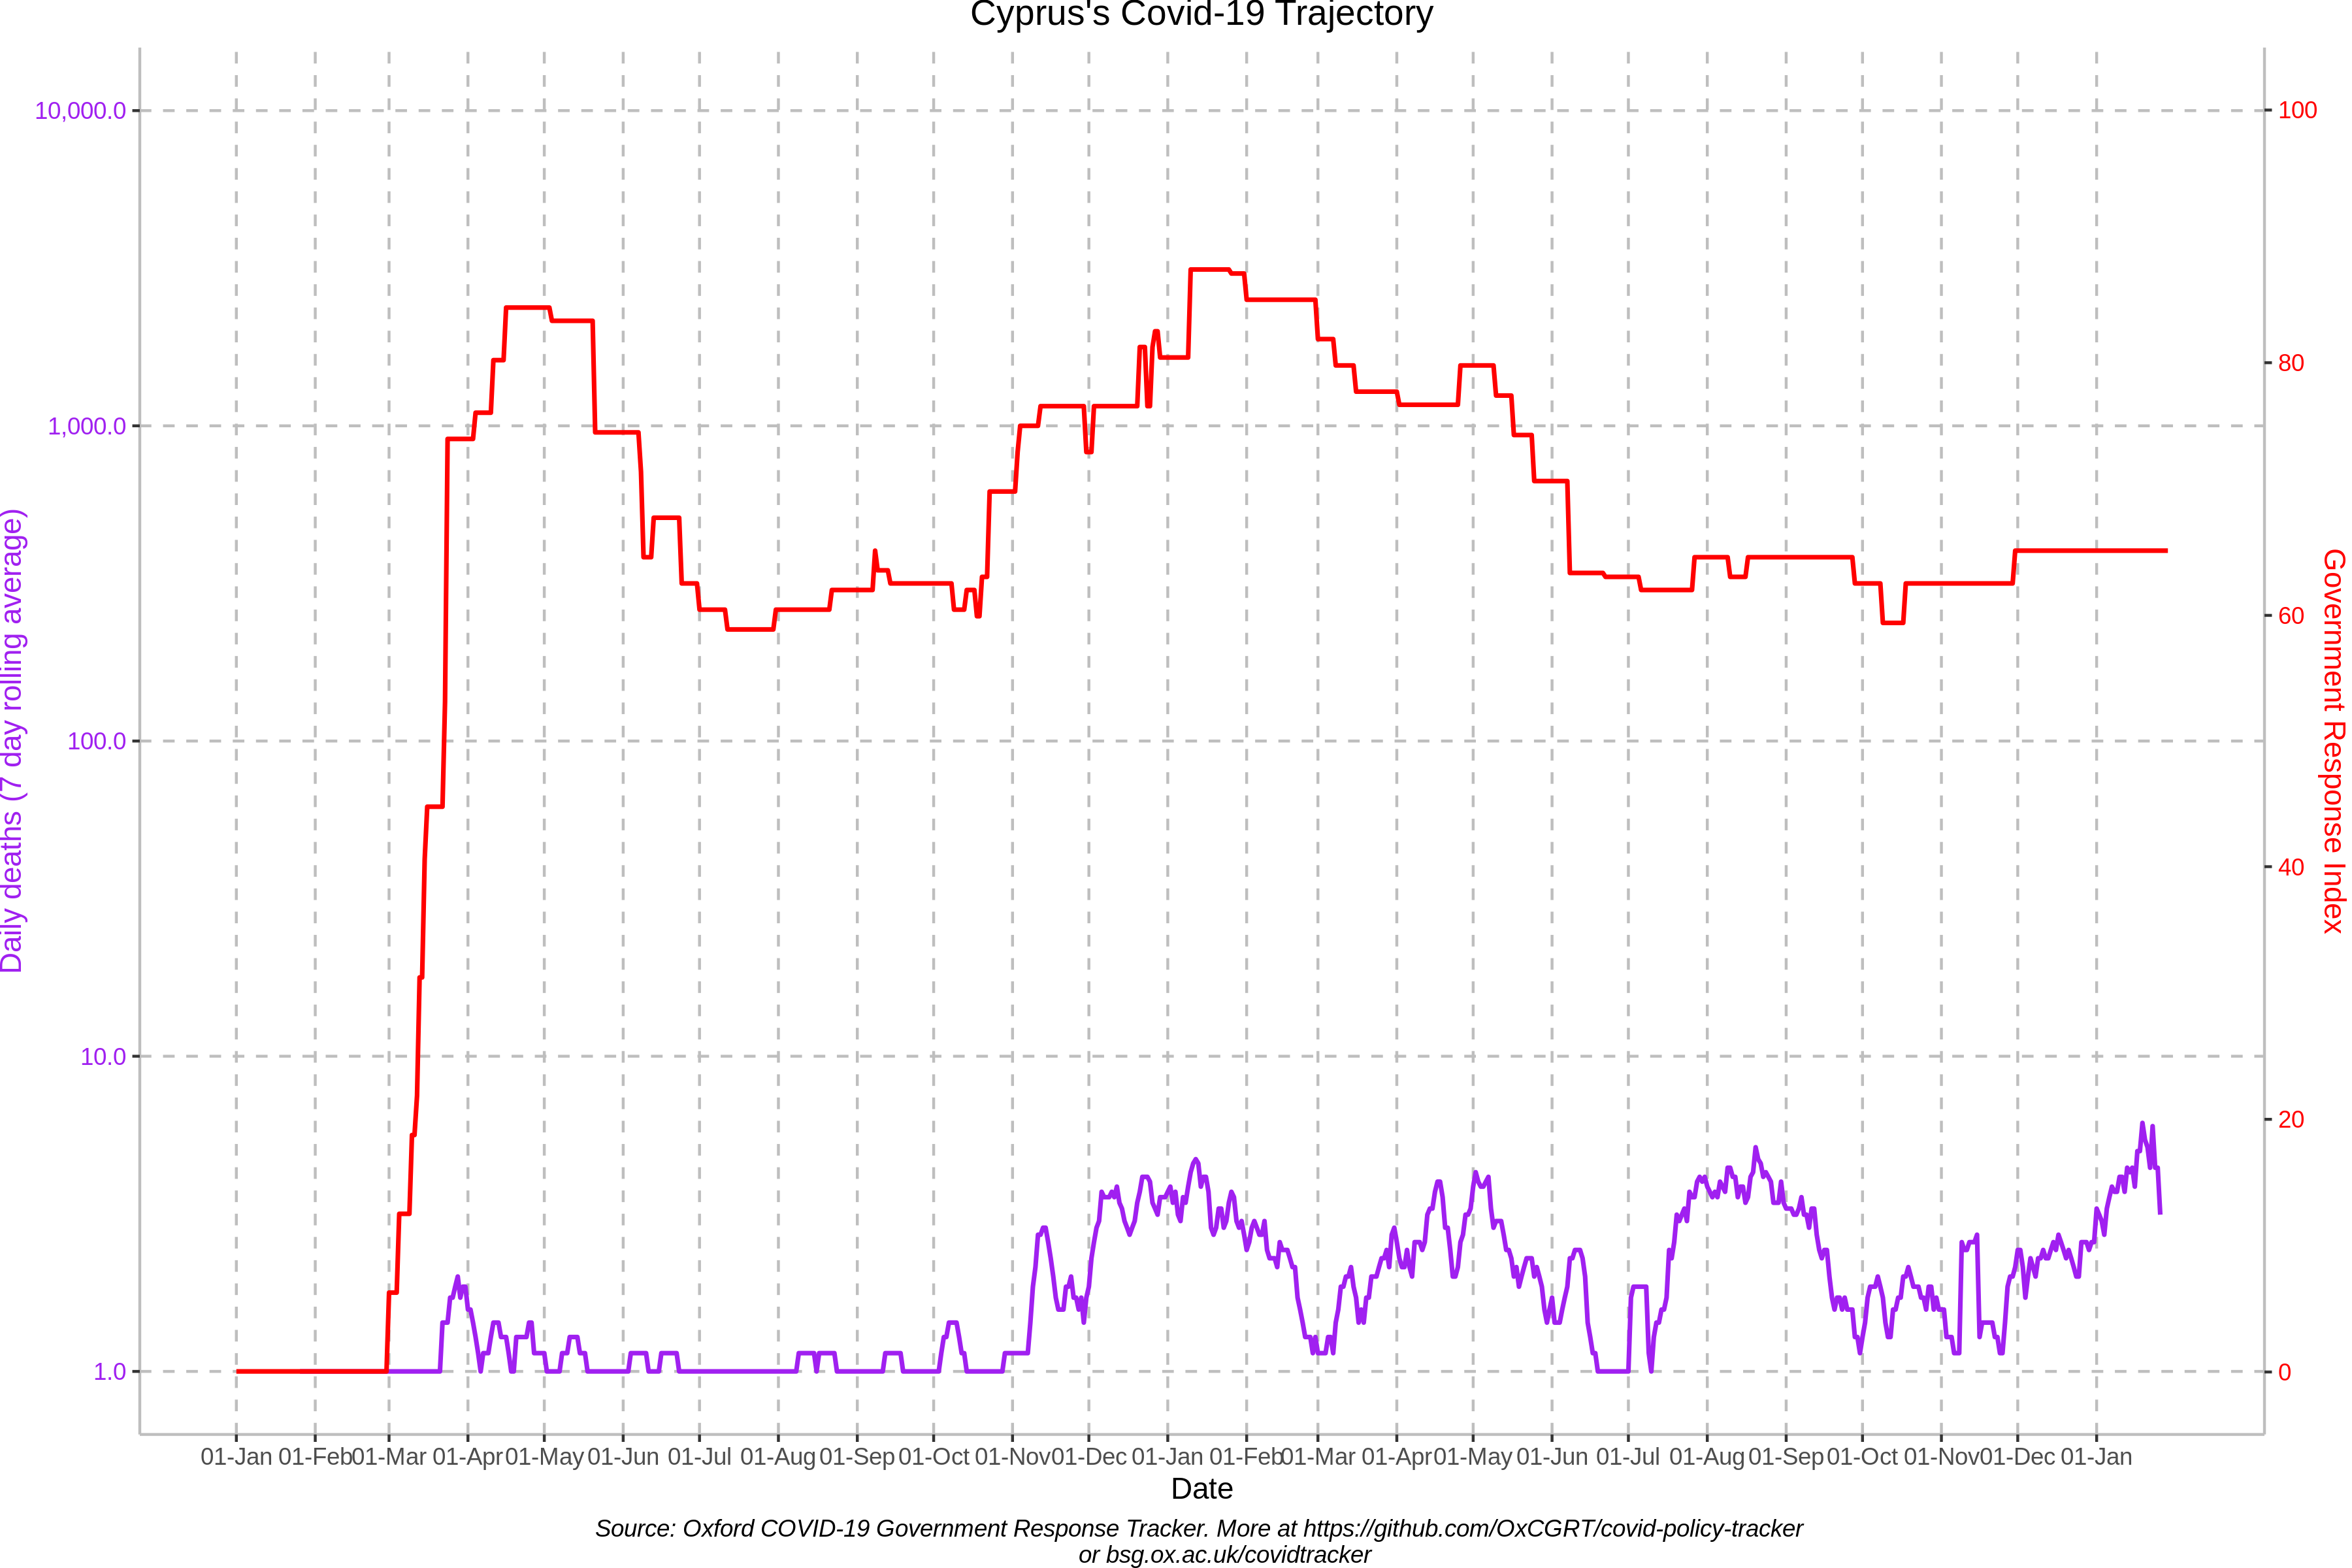 Cyprus's Covid-19 Trajectory
10,000.0
1,000.0
100.0
10.0
1.0
Daily deaths (7 day rolling average)
100
80
60
40
20
0
Government Response Index
01-Jan 01-Feb 01-Mar 01-Apr 01-May 01-Jun 01-Jul 01-Aug 01-Sep 01-Oct 01-Nov 01-Dec 01-Jan 01-Feb 01-Mar 01-Apr 01-May 01-Jun 01-Jul 01-Aug 01-Sep 01-Oct 01-Nov 01-Dec 01-Jan
Date
Source: Oxford COVID-19 Government Response Tracker. More at https://github.com/OxCGRT/covid-policy-tracker
or bsg.ox.ac.uk/covidtracker